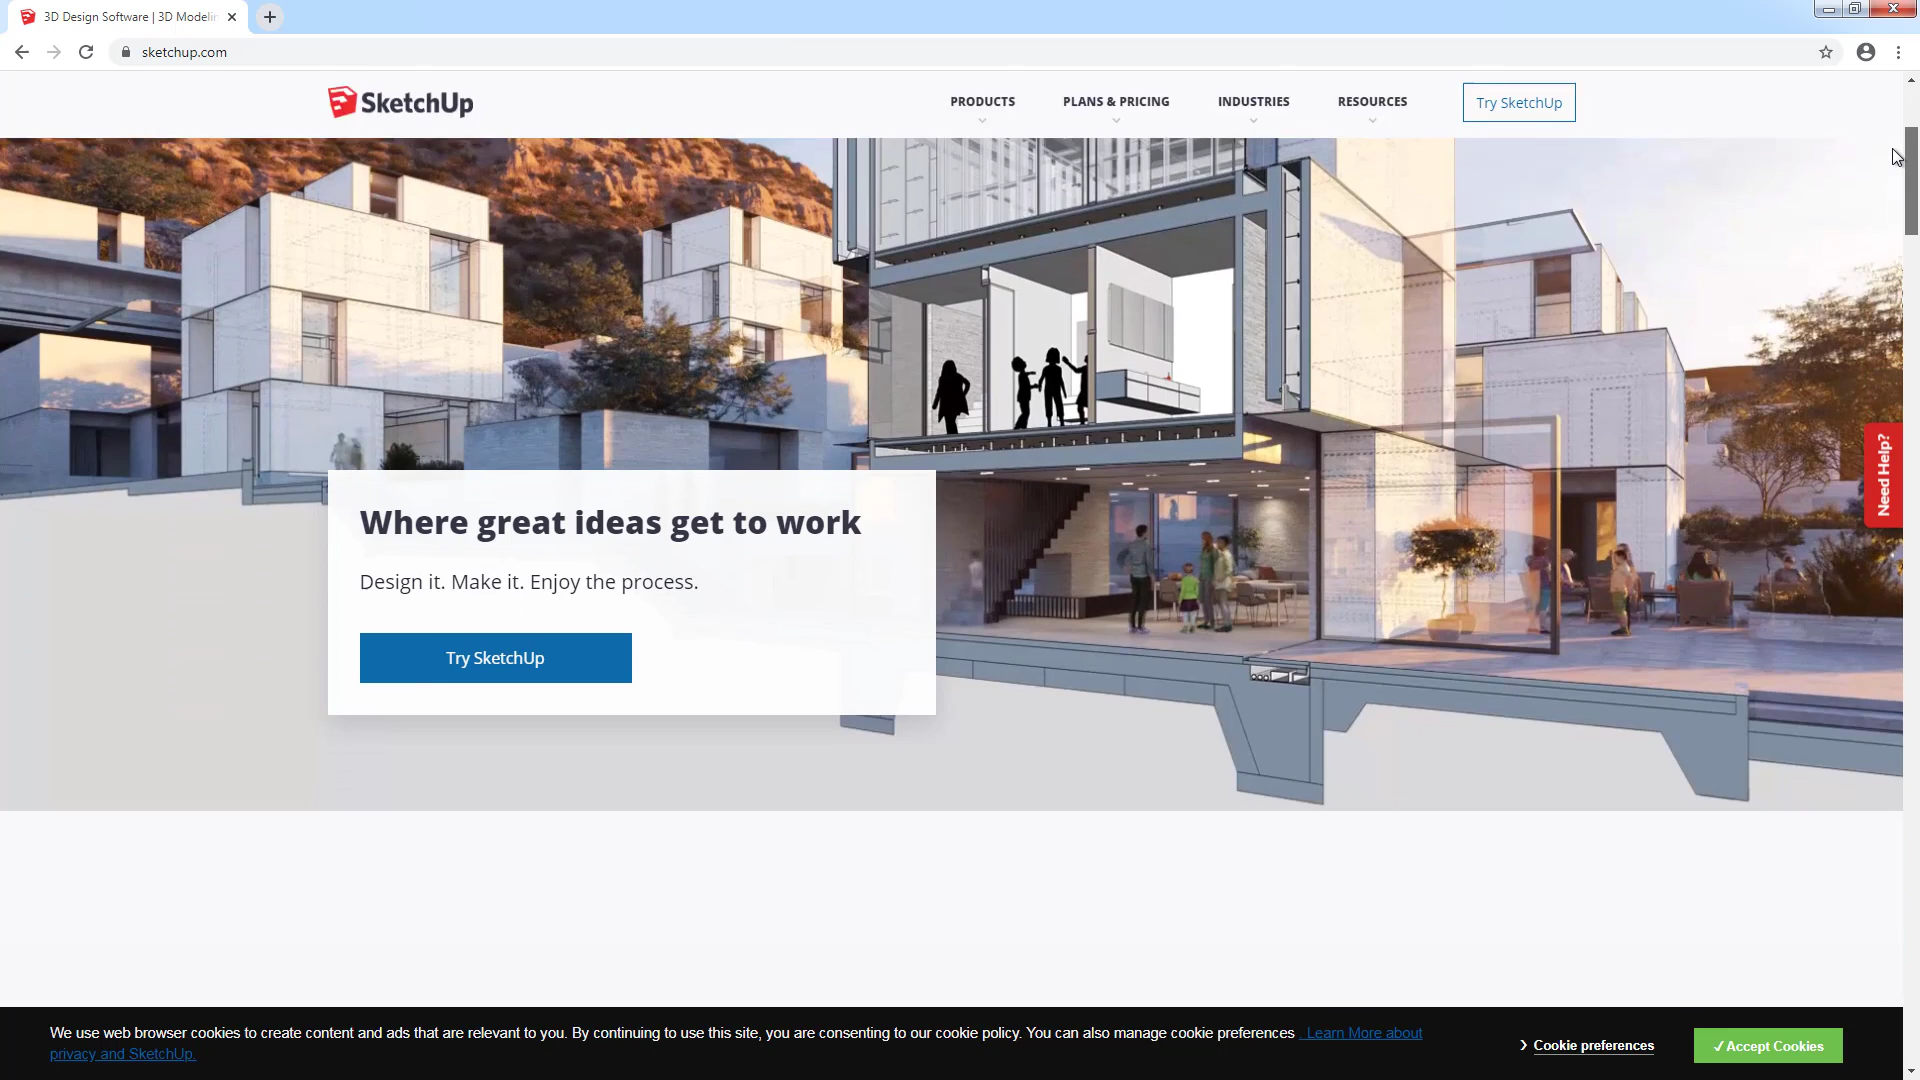 3D Design Software | 3D Modelin
sketchup.com
SketchUp
PRODUCTS
PLANS & PRICING
INDUSTRIES
RESOURCES
Try SketchUp
Need Help?
Where great ideas get to work
Design it. Make it. Enjoy the process.
Try SketchUp
We use web browser cookies to create content and ads that are relevant to you. By continuing to use this site, you are consenting to our cookie policy. You can also manage cookie preferences Learn More about
privacy and SketchUp.
Cookie preferences
✓Accept Cookies